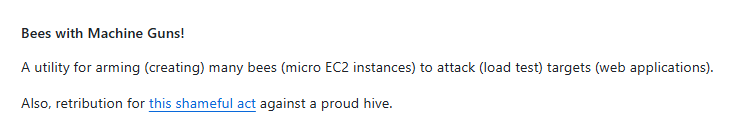 Bees with Machine Guns!
A utility for arming (creating) many bees (micro EC2 instances) to attack (load test) targets (web applications).
Also, retribution for this shameful act against a proud hive.